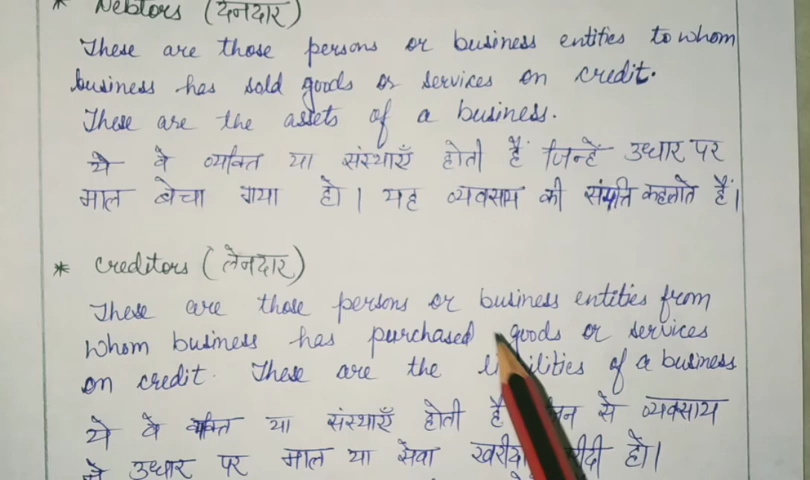 * Debtors (देनदार)
These are those persons or business entities to whom
business has sold goods or services on credit.
These are the assets of a business.
ये वे व्यक्ति या संस्थाएँ होती हैं जिन्हें उधार पर
माल बेचा गया हो। यह व्यवसाय की संपत्ति कहलाते हैं।
* Creditors (लेनदार)
These are those persons or business entities from
whom business has purchased goods or services
on credit. These are the of a business
ये वे व्यक्ति या संस्थाएँ होती से व्यवसाय
ने उधार पर माल या सेवा हो।